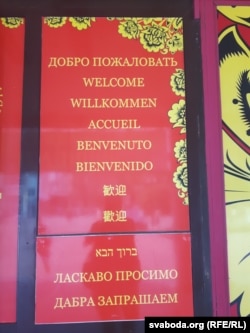 ДОБРО ПОЖАЛОВАТЬ
WELCOME
WILLKOMMEN
ACCUEIL
BENVENUTO
BIENVENIDO
歡迎
歡迎
ברוך הבא
ЛАСКАВО ПРОСИМО
ДАБРА ЗАПРАШАЕМ
svaboda.org (RFE/RL)